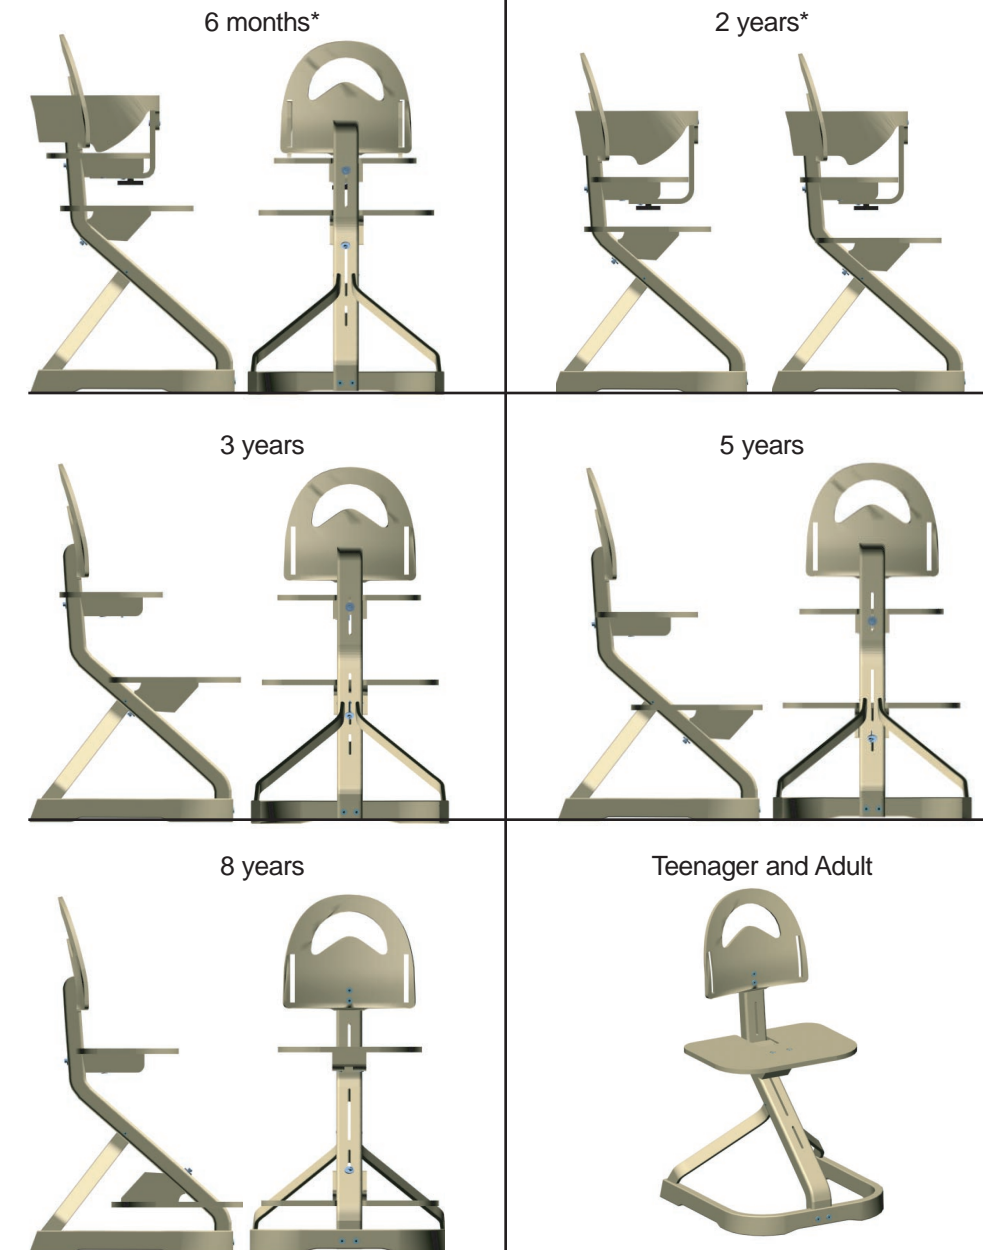 6 months*
2 years*
3 years
5 years
8 years
Teenager and Adult